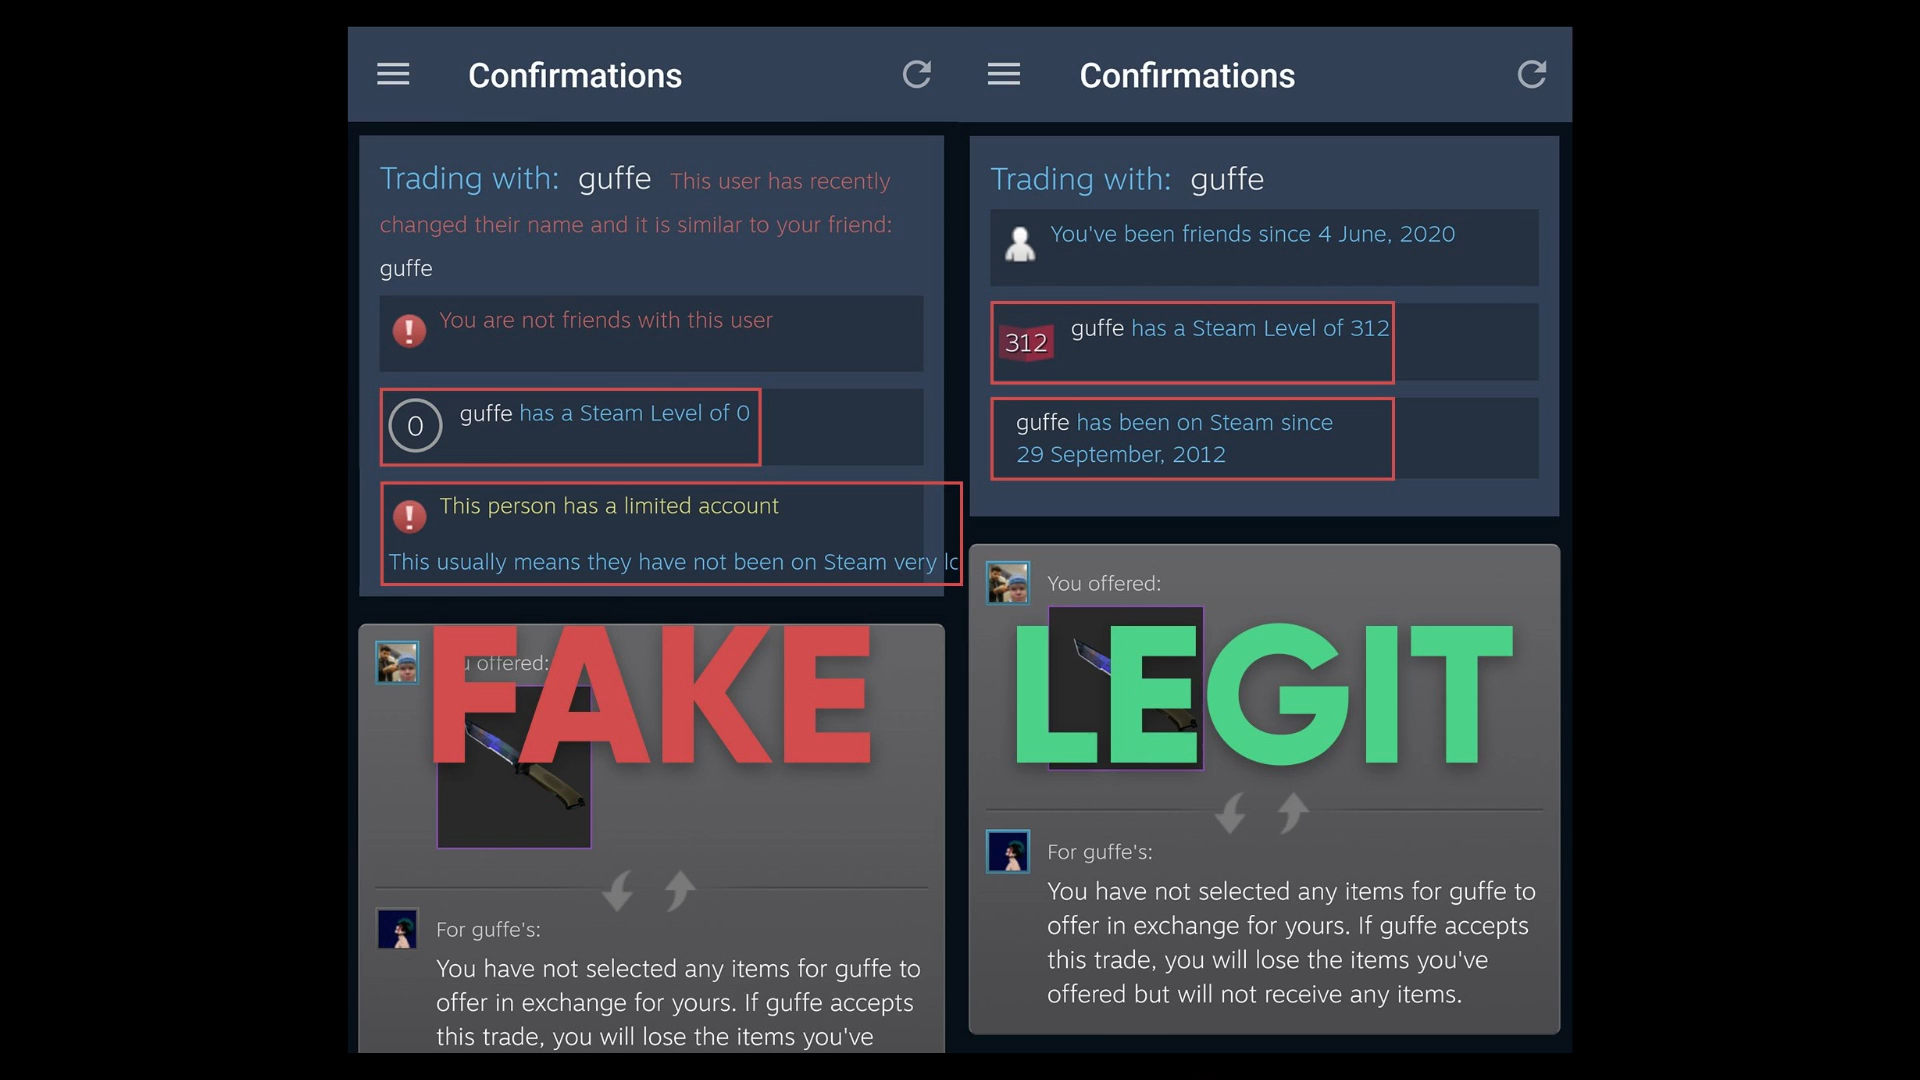 Confirmations
Trading with: guffe This user has recently
changed their name and it is similar to your friend:
guffe
You are not friends with this user
0
guffe has a Steam Level of 0
This person has a limited account
This usually means they have not been on Steam very lo
u offered:
FAKE
For guffe's:
You have not selected any items for guffe to
offer in exchange for yours. If guffe accepts
this trade, you will lose the items you've
Confirmations
Trading with: guffe
You've been friends since 4 June, 2020
312
guffe has a Steam Level of 312
guffe has been on Steam since
29 September, 2012
You offered:
LEGIT
For guffe's:
You have not selected any items for guffe to
offer in exchange for yours. If guffe accepts
this trade, you will lose the items you've
offered but will not receive any items.